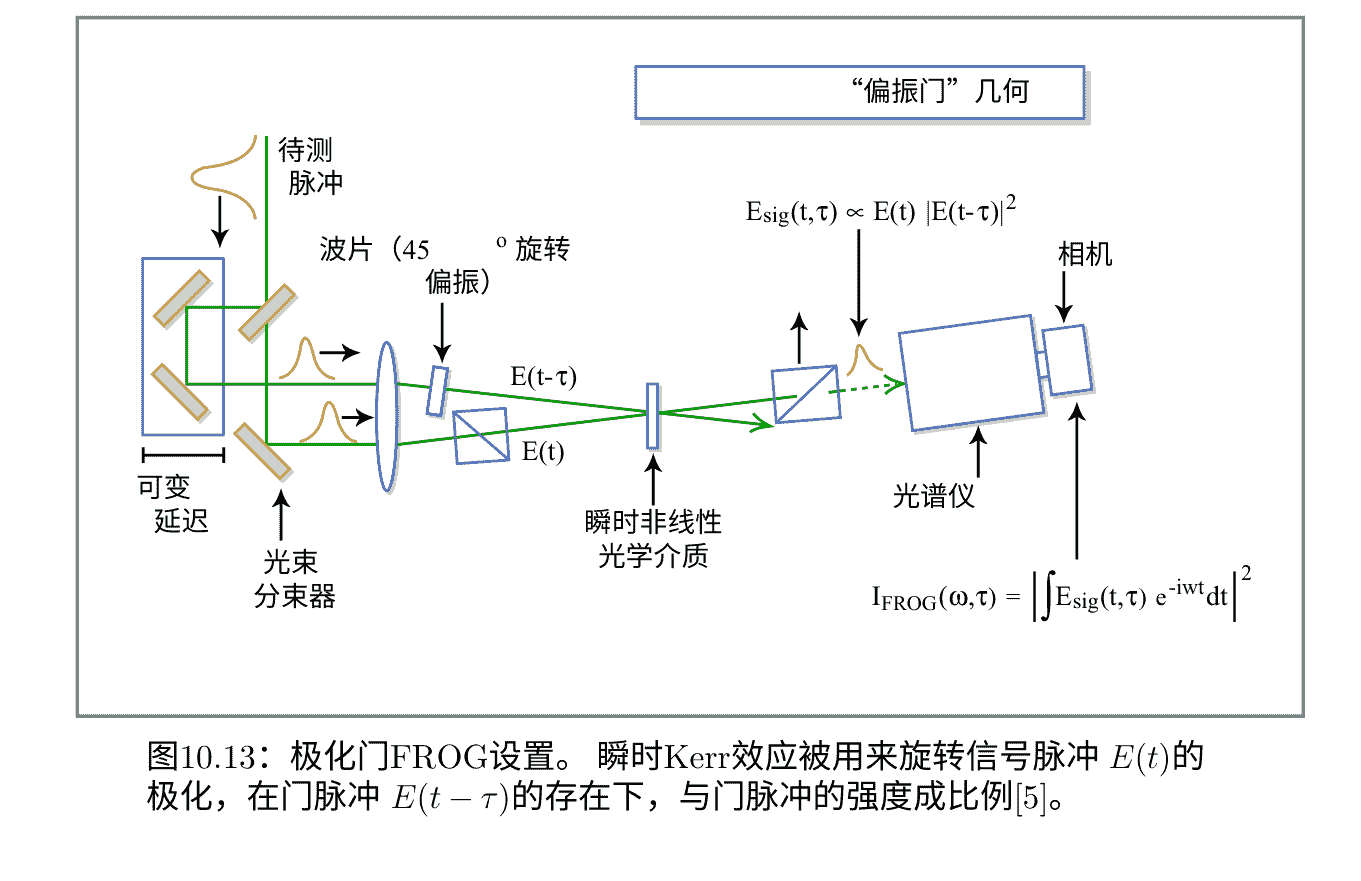 “偏振门”几何
待测
脉冲
波片（45 º 旋转
偏振）
Esig(t,τ) ∝ E(t) |E(t-τ)|²
相机
E(t-τ)
E(t)
可变
延迟
光束
分束器
瞬时非线性
光学介质
光谱仪
I_FROG(ω,τ) = |∫E_sig(t,τ) e^{-iwt}dt|²
图10.13：极化门FROG设置。 瞬时Kerr效应被用来旋转信号脉冲 E(t)的
极化，在门脉冲 E(t − τ)的存在下，与门脉冲的强度成比例[5]。